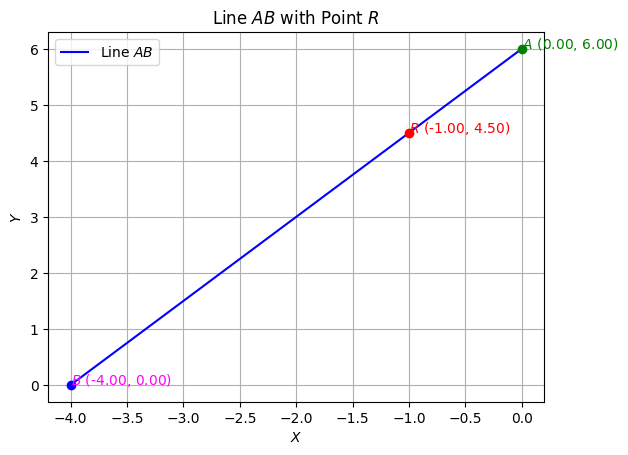 Line AB with Point R
Line AB
A (0.00, 6.00)
R (-1.00, 4.50)
B (-4.00, 0.00)
Y
6
5
4
3
2
1
0
−4.0 −3.5 −3.0 −2.5 −2.0 −1.5 −1.0 −0.5 0.0
X